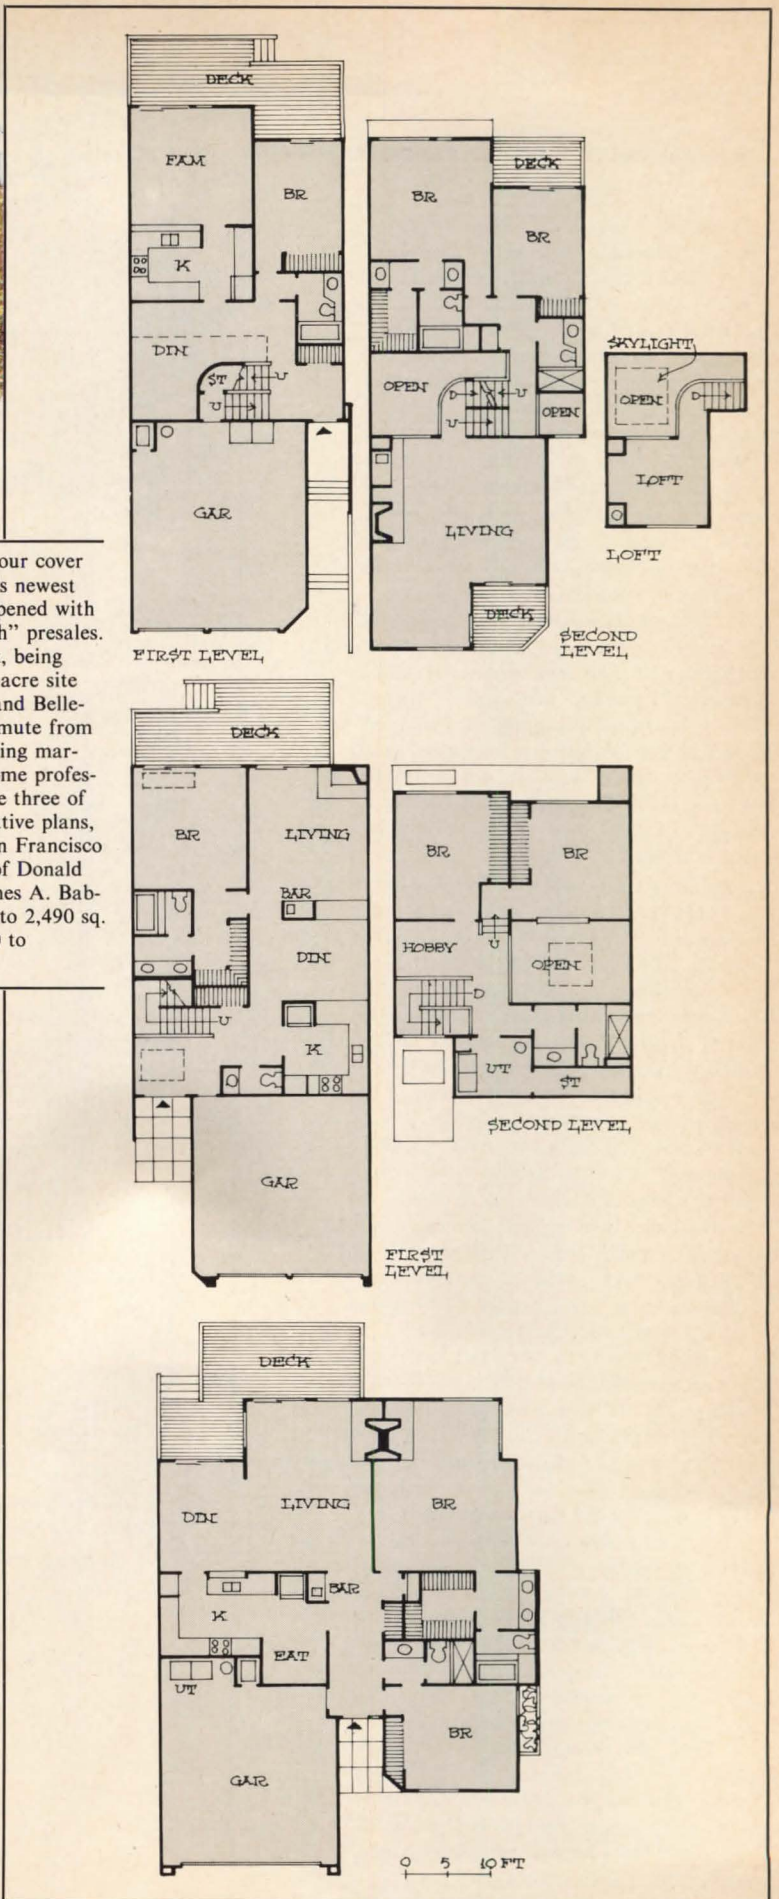 DECK
FAM
BR
K
DIN
ST
U
U
GAR
FIRST LEVEL
BR
DECK
BR
OPEN
D
U
U
OPEN
LIVING
DECK
SECOND
LEVEL
SKYLIGHT
OPEN
D
LOFT
LOFT
our cover
s newest
pened with
h" presales.
, being
acre site
and Belle-
mute from
ing mar-
me profes-
e three of
tive plans,
n Francisco
of Donald
nes A. Bab-
to 2,490 sq.
) to
DECK
BR
LIVING
BAR
DIN
U
K
GAR
FIRST
LEVEL
BR
BR
HOBBY
U
OPEN
D
UT
ST
SECOND LEVEL
DECK
DIN
LIVING
BR
BAR
K
EAT
UT
BR
GAR
0 5 10 FT